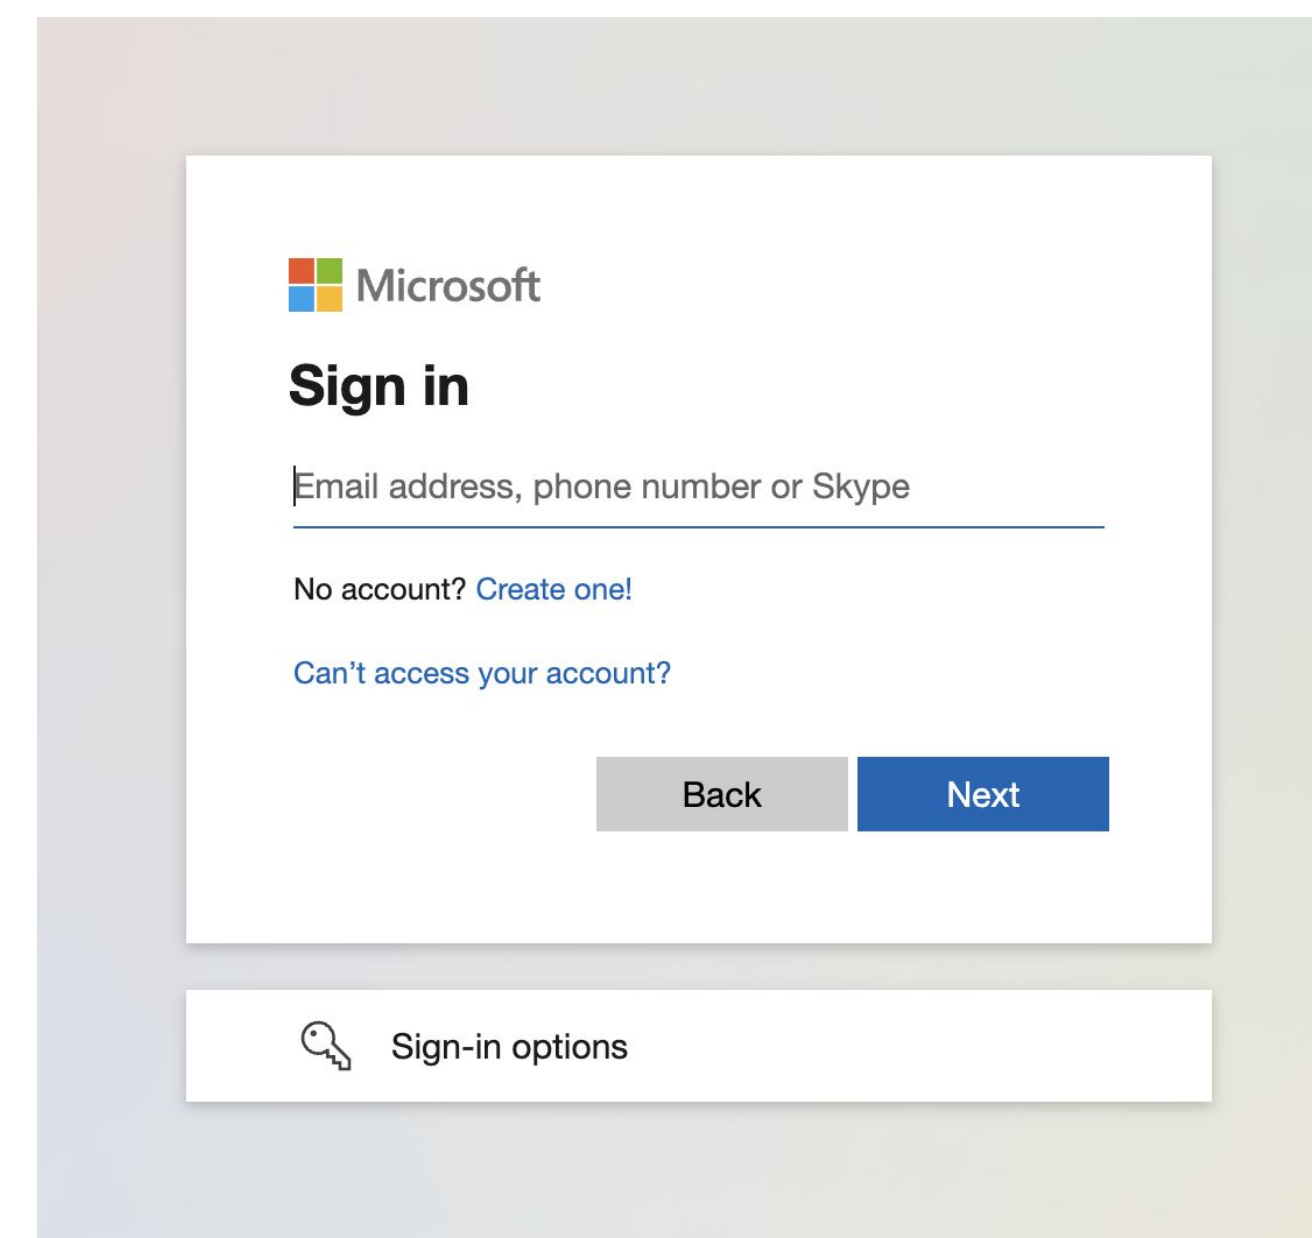 Microsoft
Sign in
Email address, phone number or Skype
No account? Create one!
Can’t access your account?
Back Next
Sign-in options